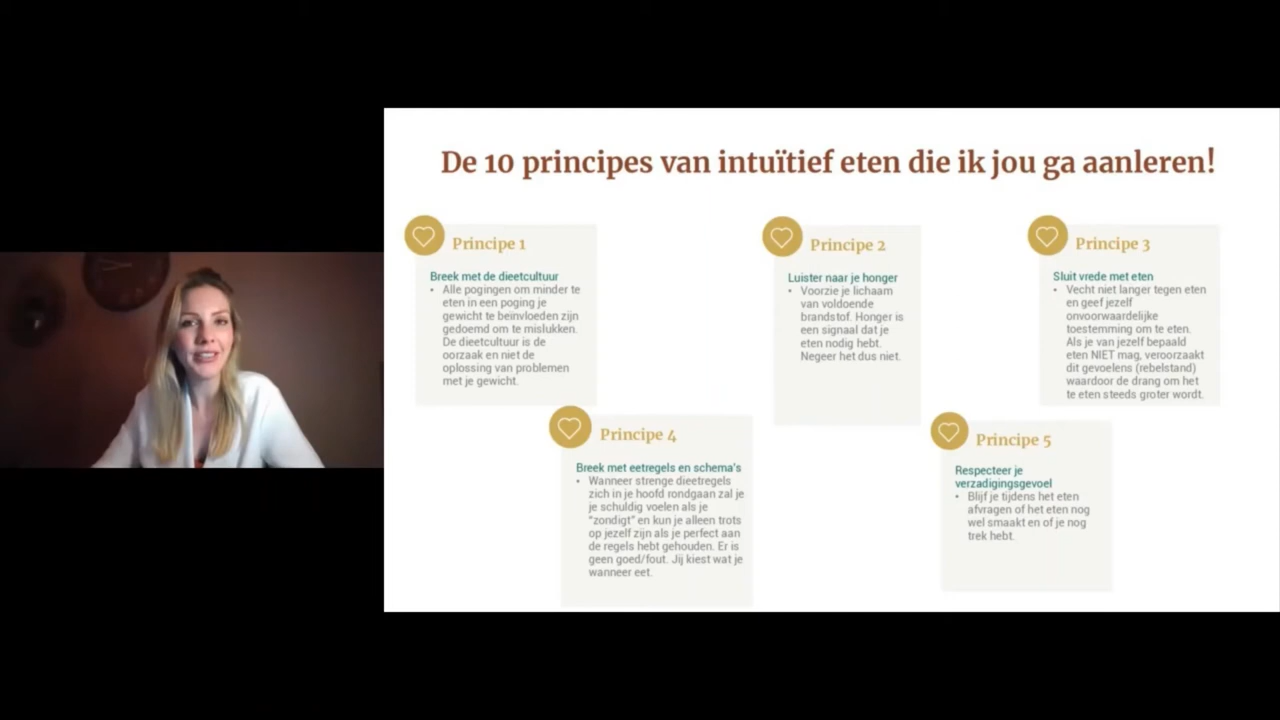 De 10 principes van intuïtief eten die ik jou ga aanleren!
Principe 1
Breek met de dieetcultuur
• Alle pogingen om minder te
eten in een poging je
gewicht te beïnvloeden zijn
gedoemd om te mislukken.
De dieetcultuur is de
oorzaak en niet de
oplossing van problemen
met je gewicht.
Principe 2
Luister naar je honger
• Voorzie je lichaam
van voldoende
brandstof. Honger is
een signaal dat je
eten nodig hebt.
Negeer het dus niet.
Principe 3
Sluit vrede met eten
• Vecht niet langer tegen eten
en geef jezelf
onvoorwaardelijke
toestemming om te eten.
Als je van jezelf bepaald
eten NIET mag, veroorzaakt
dit gevoelens (rebelstand)
waardoor de drang om het
te eten steeds groter wordt.
Principe 4
Breek met eetregels en schema's
• Wanneer strenge dieetregels
zich in je hoofd rondgaan zal je
je schuldig voelen als je
"zondigt" en kun je alleen trots
op jezelf zijn als je perfect aan
de regels hebt gehouden. Er is
geen goed/fout. Jij kiest wat je
wanneer eet.
Principe 5
Respecteer je
verzadigingsgevoel
• Blijf je tijdens het eten
afvragen of het eten nog
wel smaakt en of je nog
trek hebt.